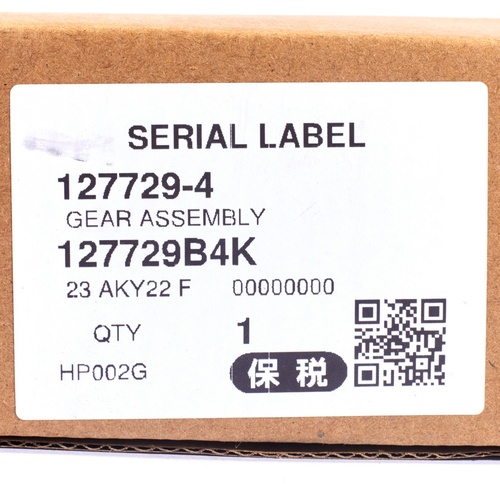 SERIAL LABEL
127729-4
GEAR ASSEMBLY
127729B4K
23 AKY22 F 00000000
QTY 1
HP002G 保税